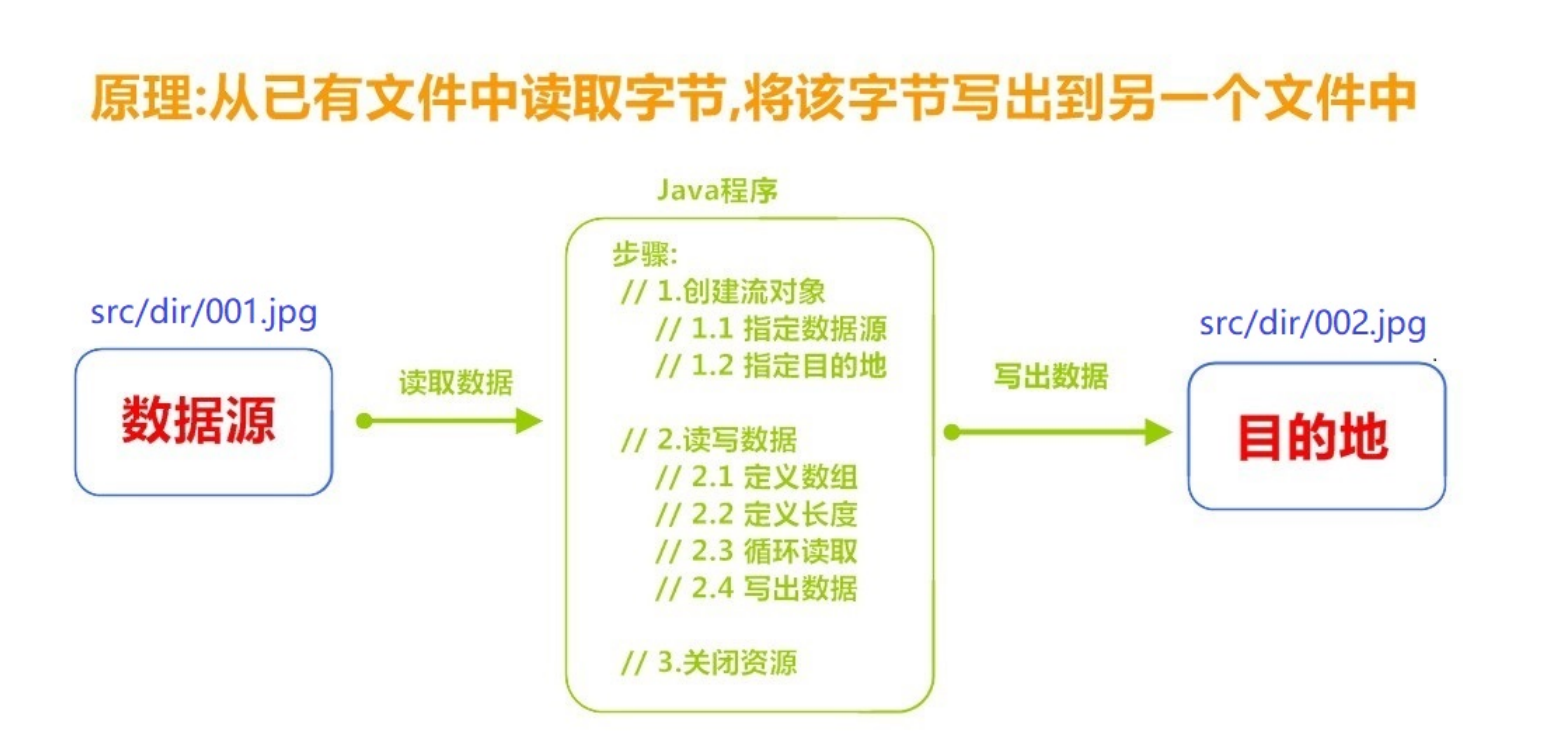 原理:从已有文件中读取字节,将该字节写出到另一个文件中
Java程序
src/dir/001.jpg
数据源
读取数据
步骤:
// 1.创建流对象
// 1.1 指定数据源
// 1.2 指定目的地
// 2.读写数据
// 2.1 定义数组
// 2.2 定义长度
// 2.3 循环读取
// 2.4 写出数据
// 3.关闭资源
写出数据
src/dir/002.jpg
目的地